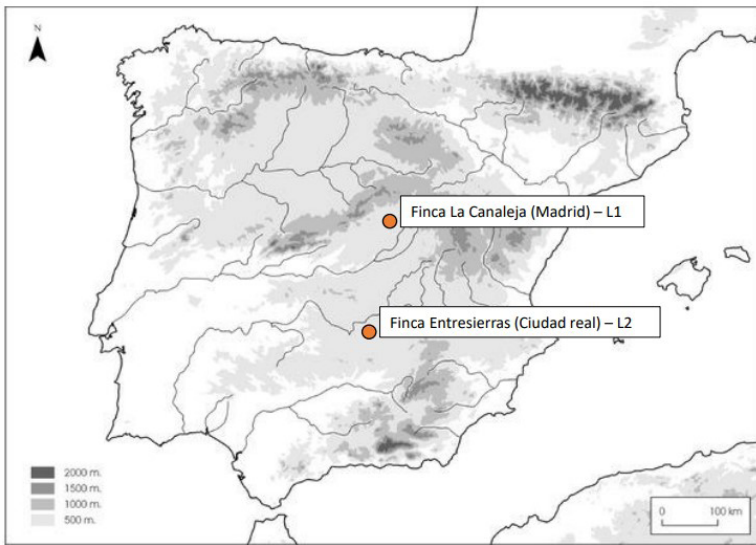 N
Finca La Canaleja (Madrid) – L1
Finca Entresierras (Ciudad real) – L2
2000 m.
1500 m.
1000 m.
500 m.
0 100 km